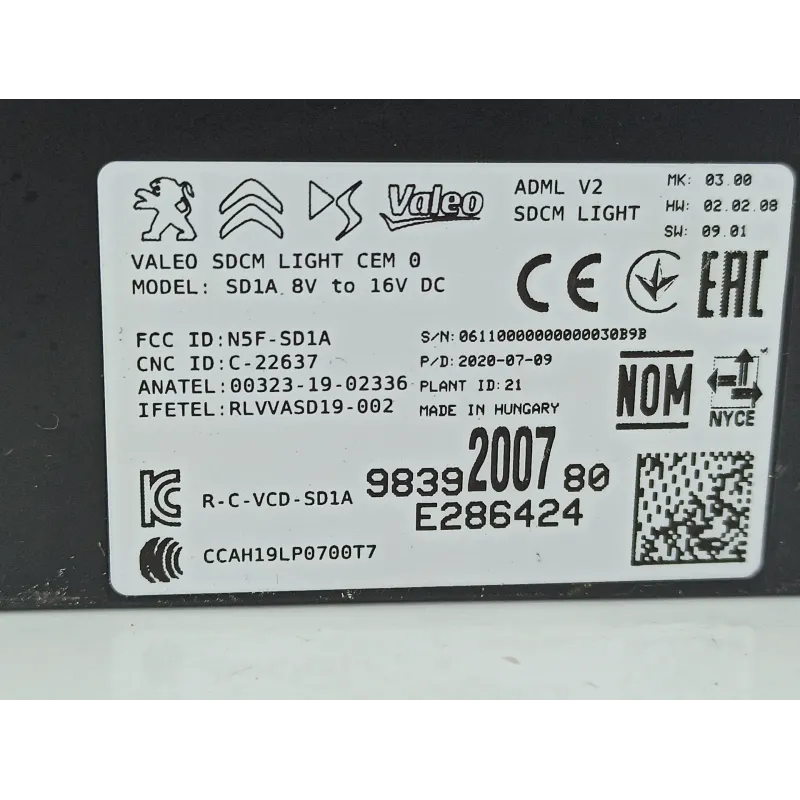 Valeo
ADML V2
SDCM LIGHT
MK: 03.00
HW: 02.02.08
SW: 09.01
VALEO SDCM LIGHT CEM 0
MODEL: SD1A 8V to 16V DC
CE
EAC
FCC ID:N5F-SD1A
CNC ID:C-22637
ANATEL:00323-19-02336
IFETEL:RLVVASD19-002
S/N:06110000000000030B9B
P/D:2020-07-09
PLANT ID:21
MADE IN HUNGARY
NOM
NYCE
R-C-VCD-SD1A
98392200780
E286424
CCAH19LP0700T7